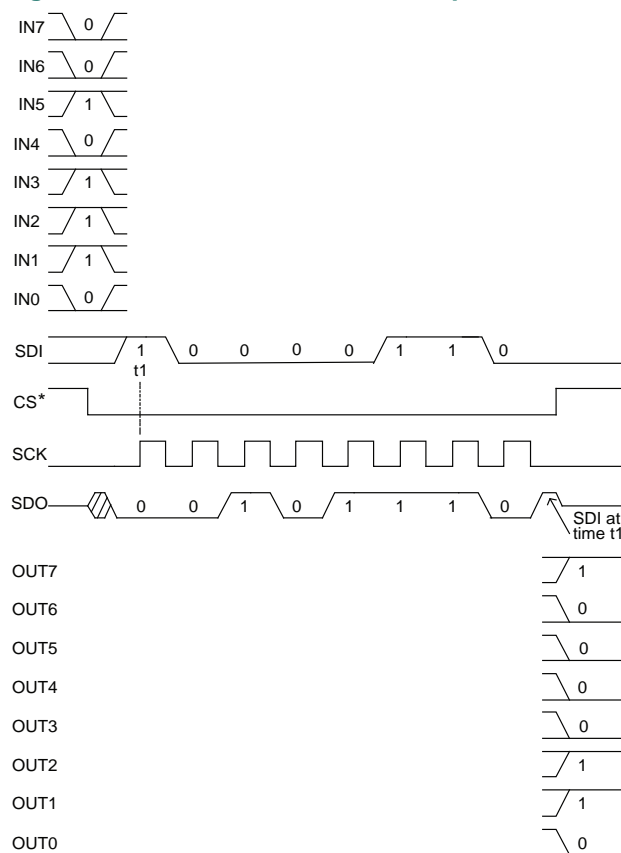 IN7 0
IN6 0
IN5 1
IN4 0
IN3 1
IN2 1
IN1 1
IN0 0
SDI 1 0 0 0 0 1 1 0
t1
CS*
SCK
SDO 0 0 1 0 1 1 1 0
SDI at
time t1
OUT7 1
OUT6 0
OUT5 0
OUT4 0
OUT3 0
OUT2 1
OUT1 1
OUT0 0